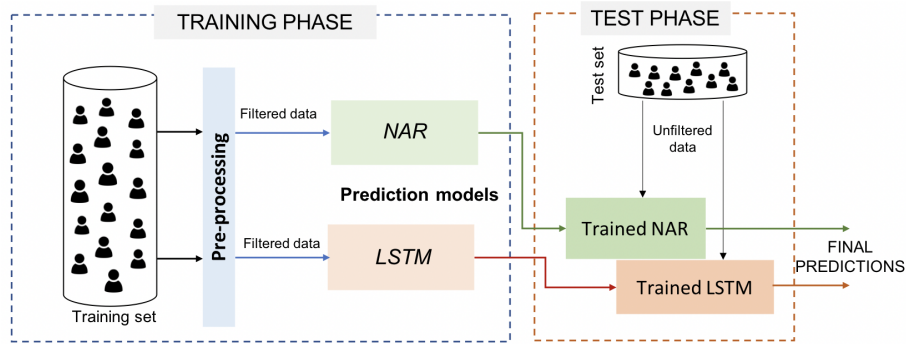 TRAINING PHASE
TEST PHASE
Training set
Pre-processing
Filtered data
NAR
Prediction models
Filtered data
LSTM
Test set
Unfiltered
data
Trained NAR
Trained LSTM
FINAL
PREDICTIONS